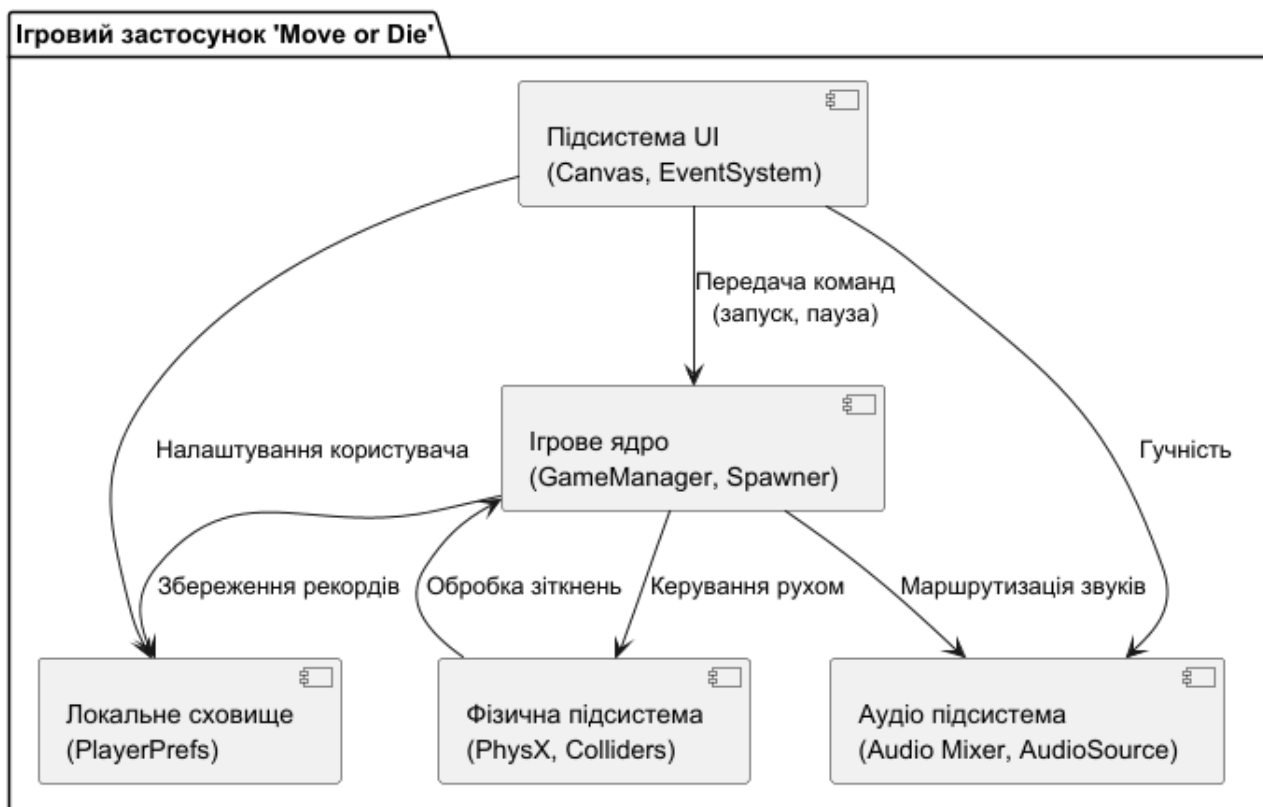 Ігровий застосунок 'Move or Die'
Підсистема UI
(Canvas, EventSystem)
Передача команд
(запуск, пауза)
Ігрове ядро
(GameManager, Spawner)
Налаштування користувача
Гучність
Збереження рекордів
Обробка зіткнень
Керування рухом
Маршрутизація звуків
Локальне сховище
(PlayerPrefs)
Фізична підсистема
(PhysX, Colliders)
Аудіо підсистема
(Audio Mixer, AudioSource)